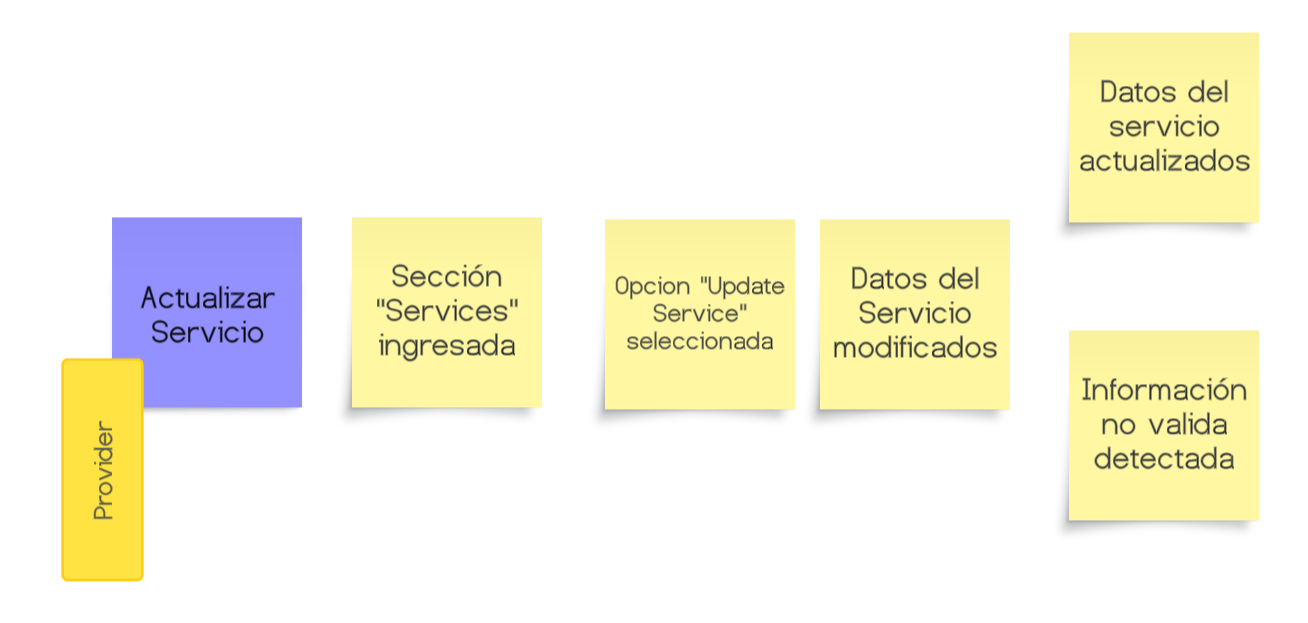 Datos del
servicio
actualizados
Actualizar
Servicio
Sección
"Services"
ingresada
Opcion "Update
Service"
seleccionada
Datos del
Servicio
modificados
Provider
Información
no valida
detectada